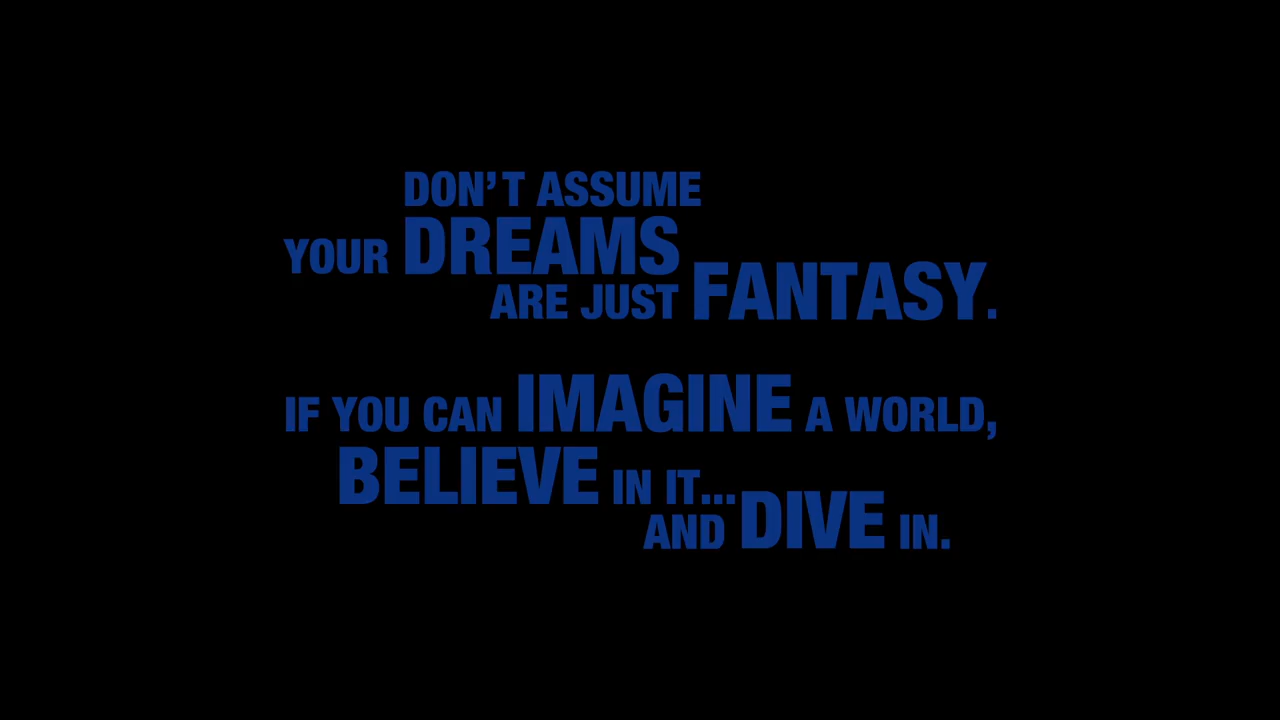 DON'T ASSUME
YOUR DREAMS
ARE JUST FANTASY.
IF YOU CAN IMAGINE A WORLD,
BELIEVE IN IT...
AND DIVE IN.